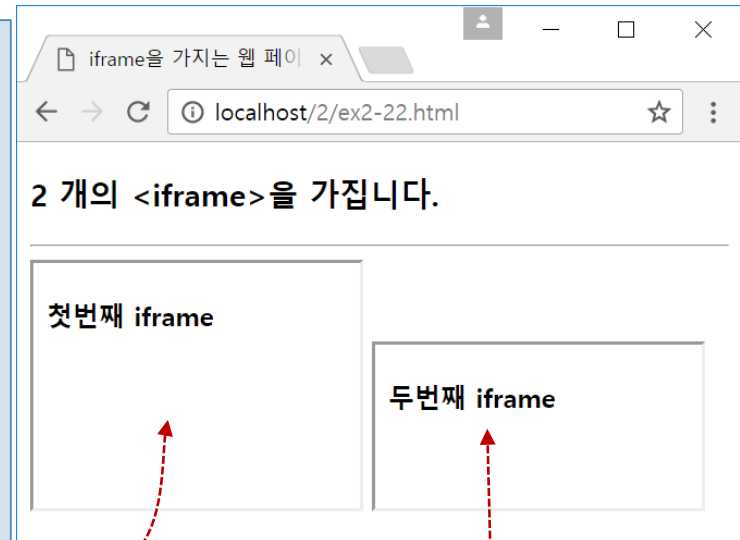 iframe을 가지는 웹 페이
localhost/2/ex2-22.html
2 개의 <iframe>을 가집니다.
첫번째 iframe
두번째 iframe